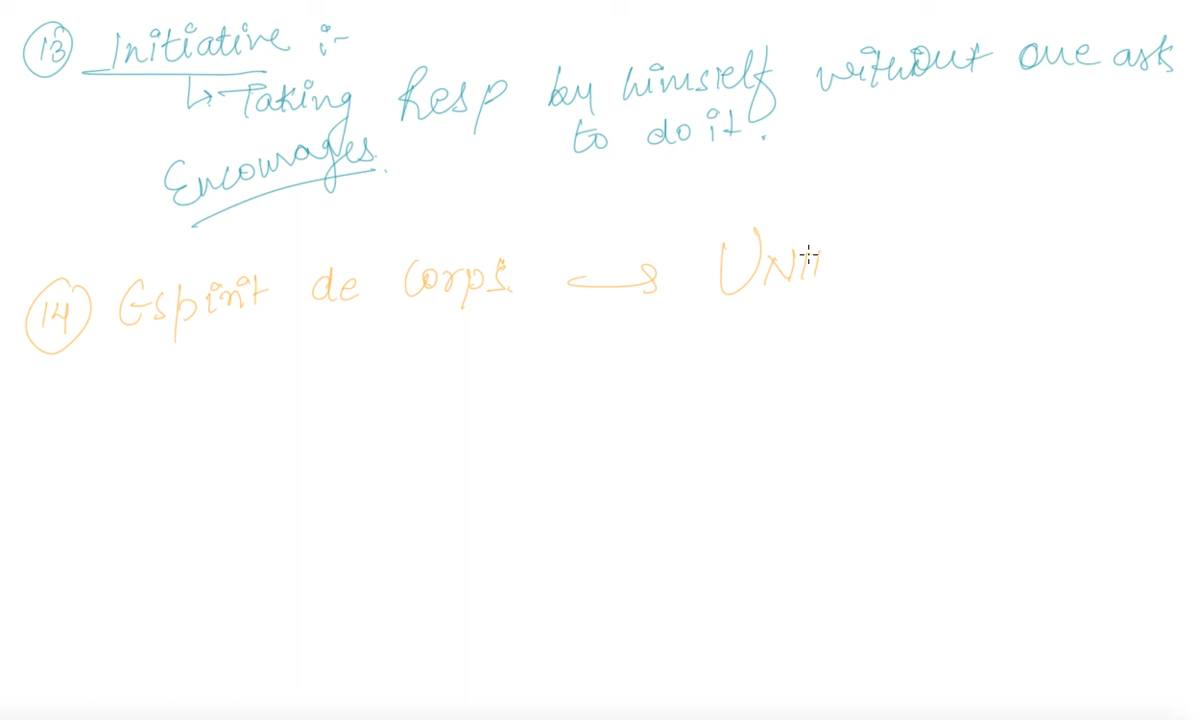 13 Initiative :-
↳ Taking Resp by himself without one ask
to do it.
Encourages.
14 Espirit de Corps. → Unit